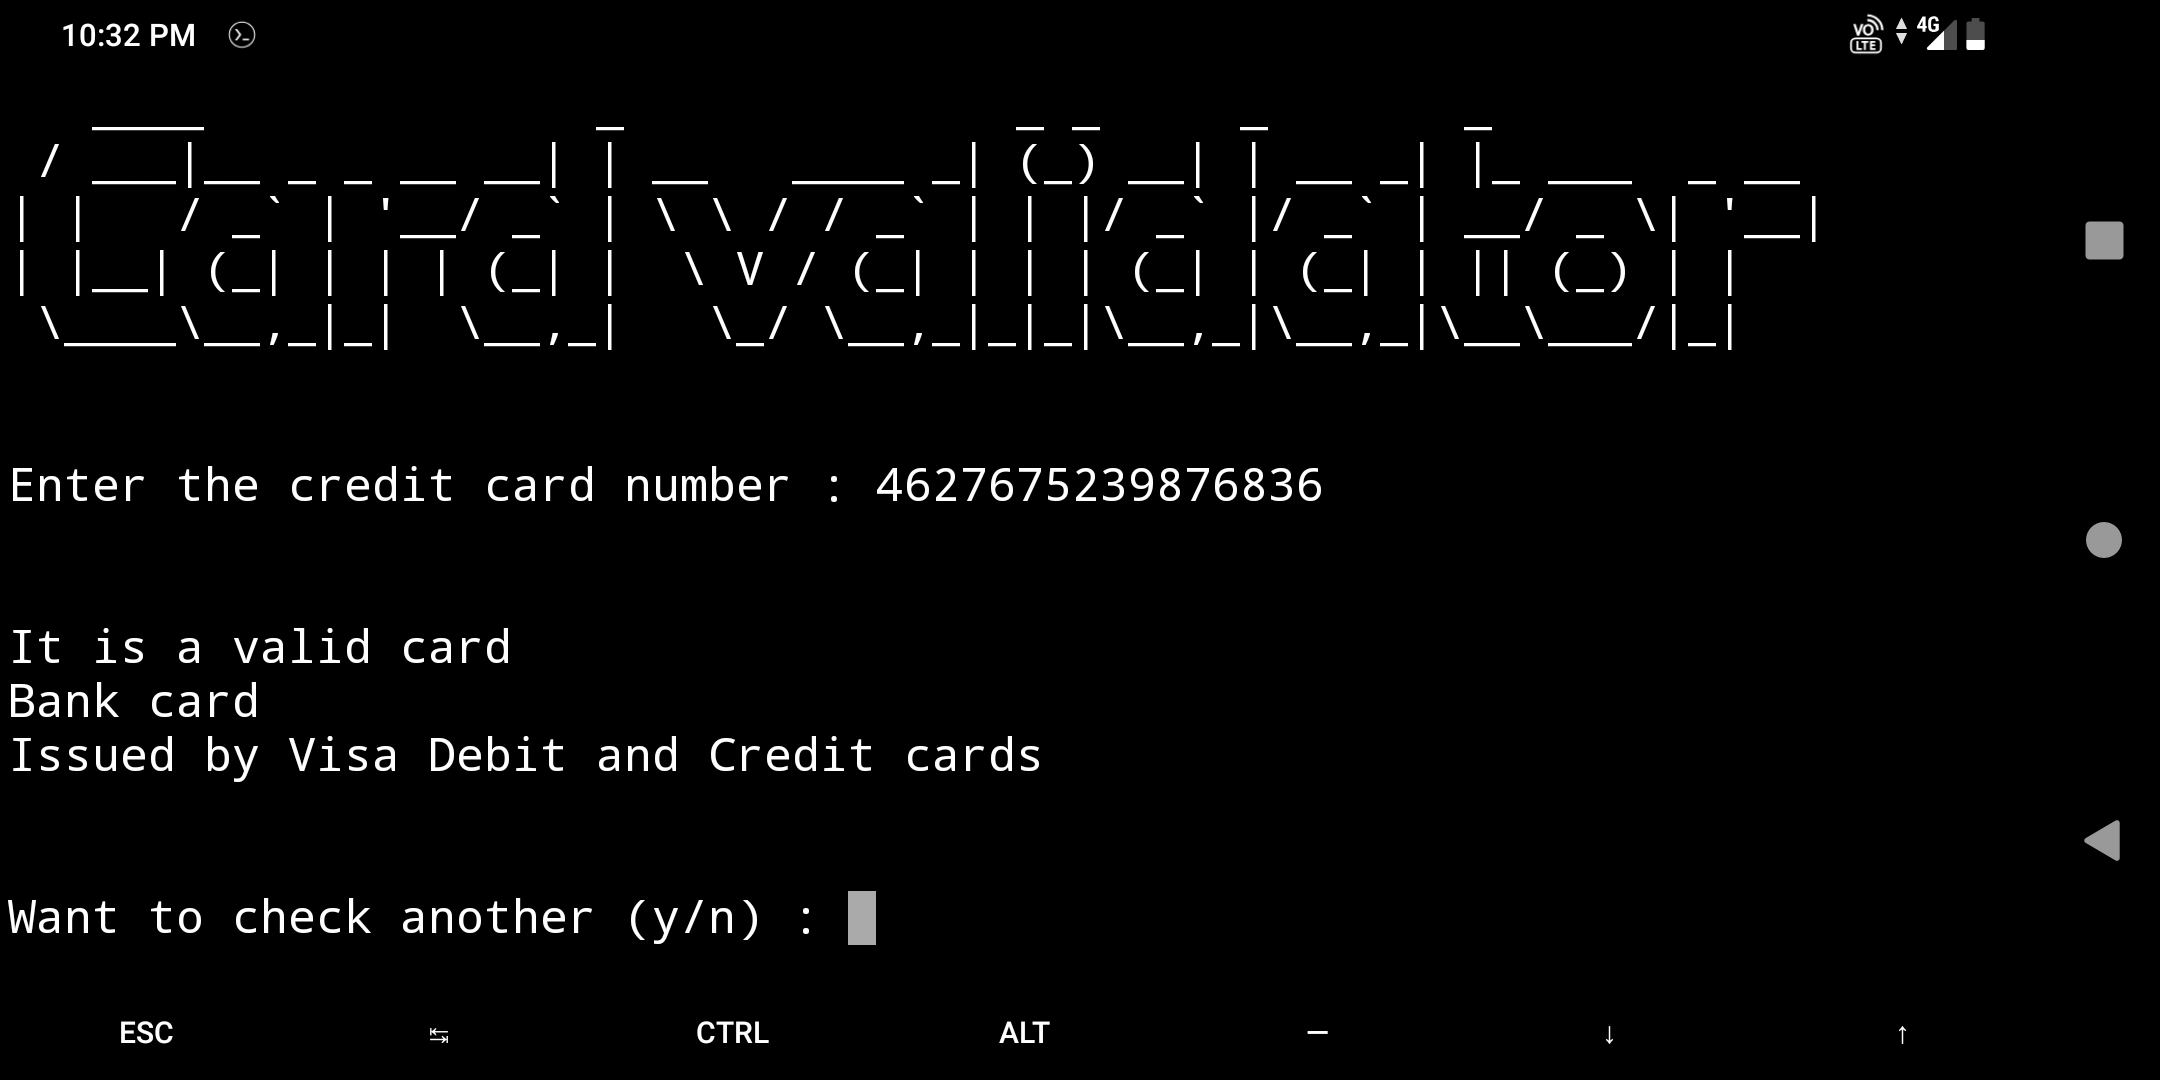 10:32 PM
VO LTE 4G
Card validator
Enter the credit card number : 4627675239876836
It is a valid card
Bank card
Issued by Visa Debit and Credit cards
Want to check another (y/n) :
ESC ↹ CTRL ALT — ↓ ↑